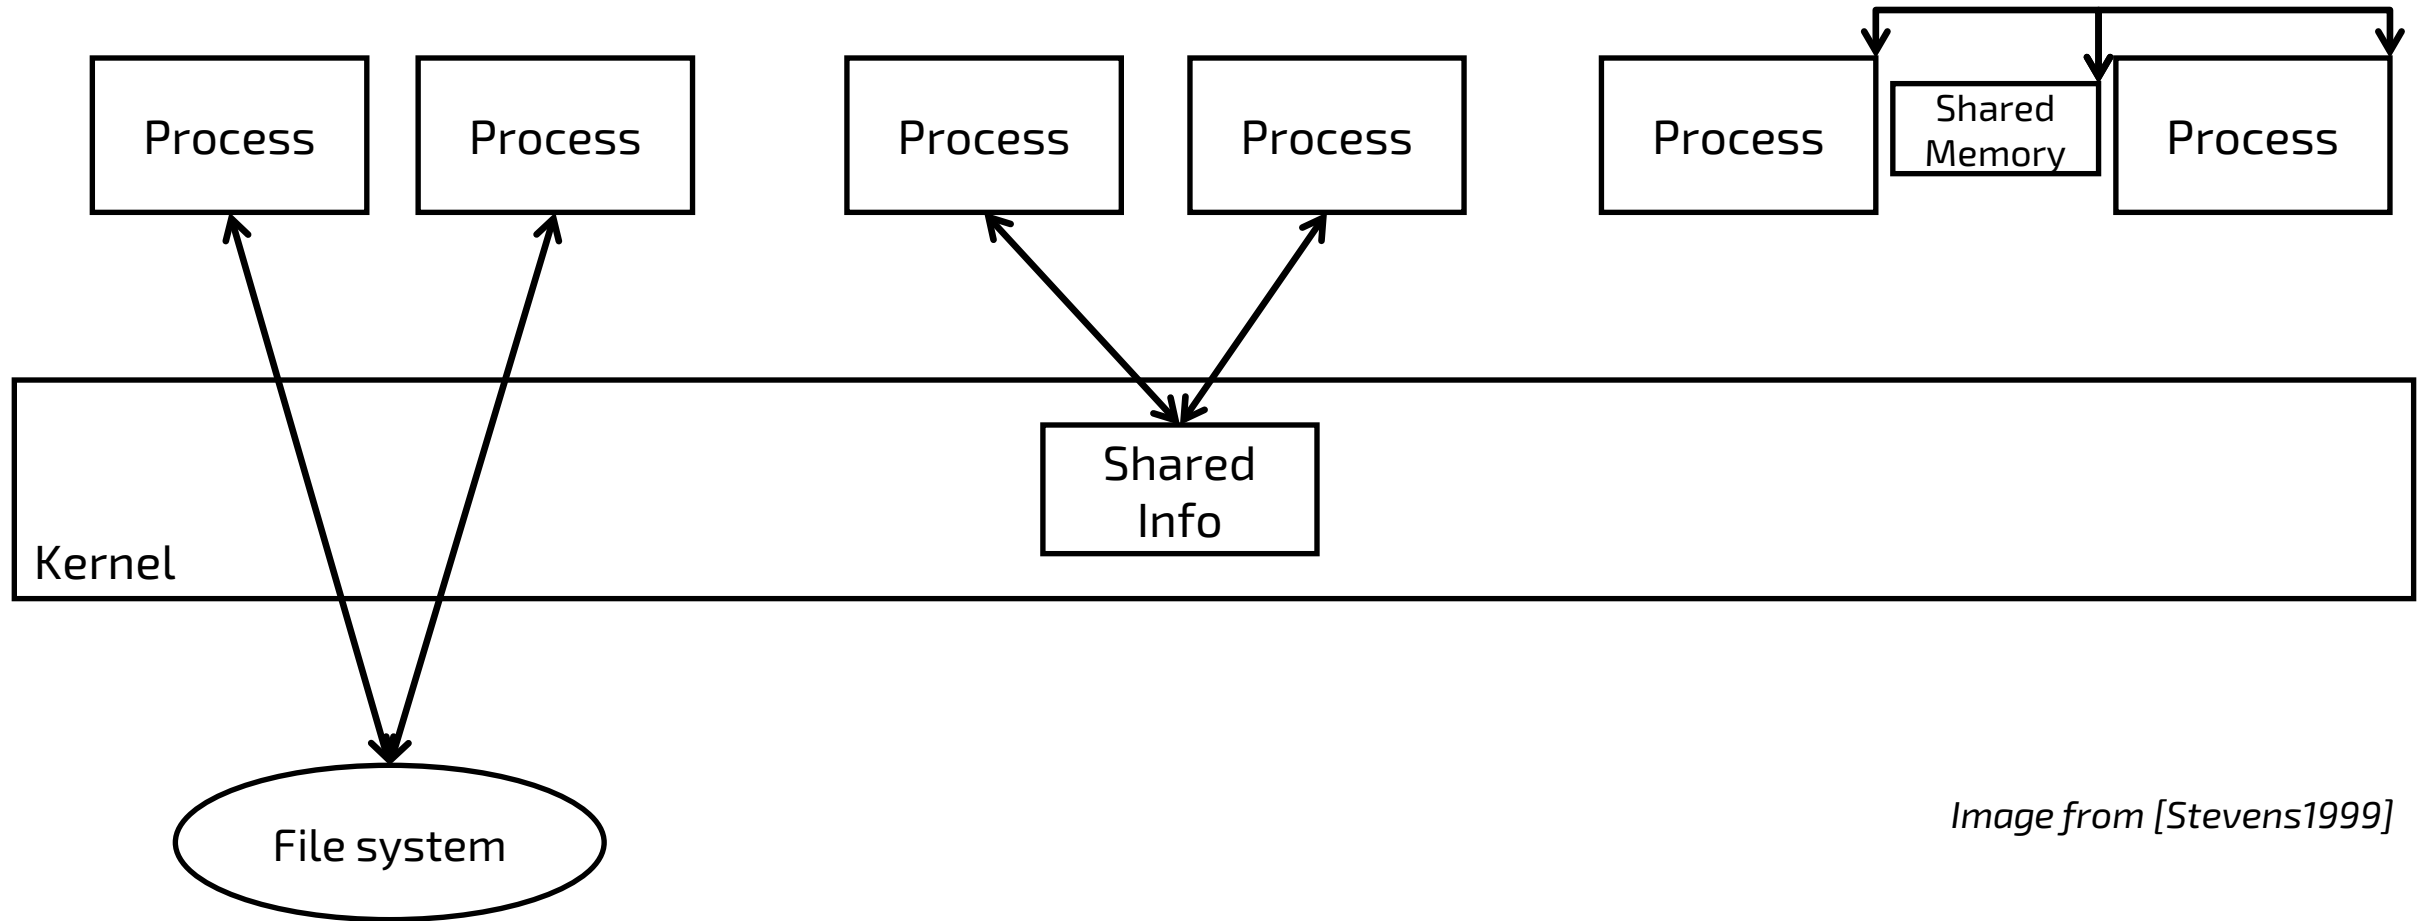 Process
Process
Process
Process
Process
Shared
Memory
Process
Shared
Info
Kernel
File system
Image from [Stevens1999]